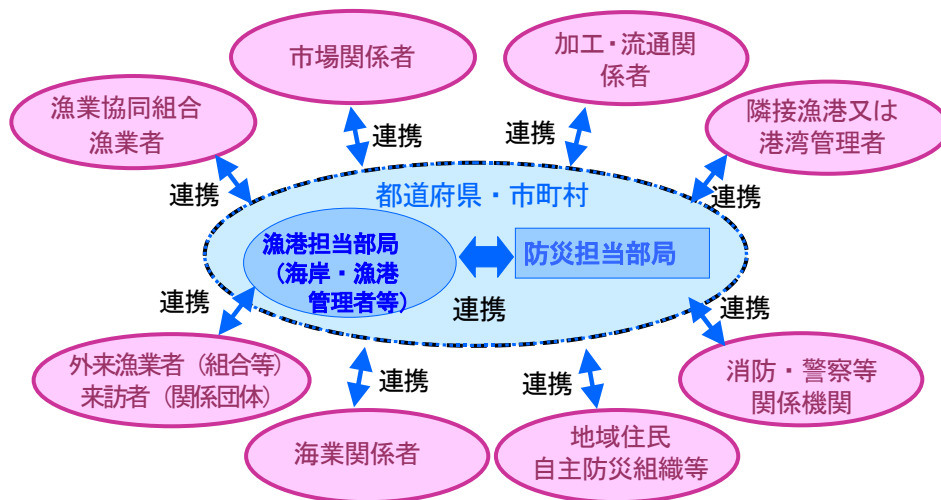 市場関係者
加工・流通関
係者
漁業協同組合
漁業者
隣接漁港又は
港湾管理者
連携
連携
連携
連携
都道府県・市町村
漁港担当部局
（海岸・漁港
管理者等）
防災担当部局
連携
連携
連携
外来漁業者（組合等）
来訪者（関係団体）
連携
連携
消防・警察等
関係機関
海業関係者
地域住民
自主防災組織等